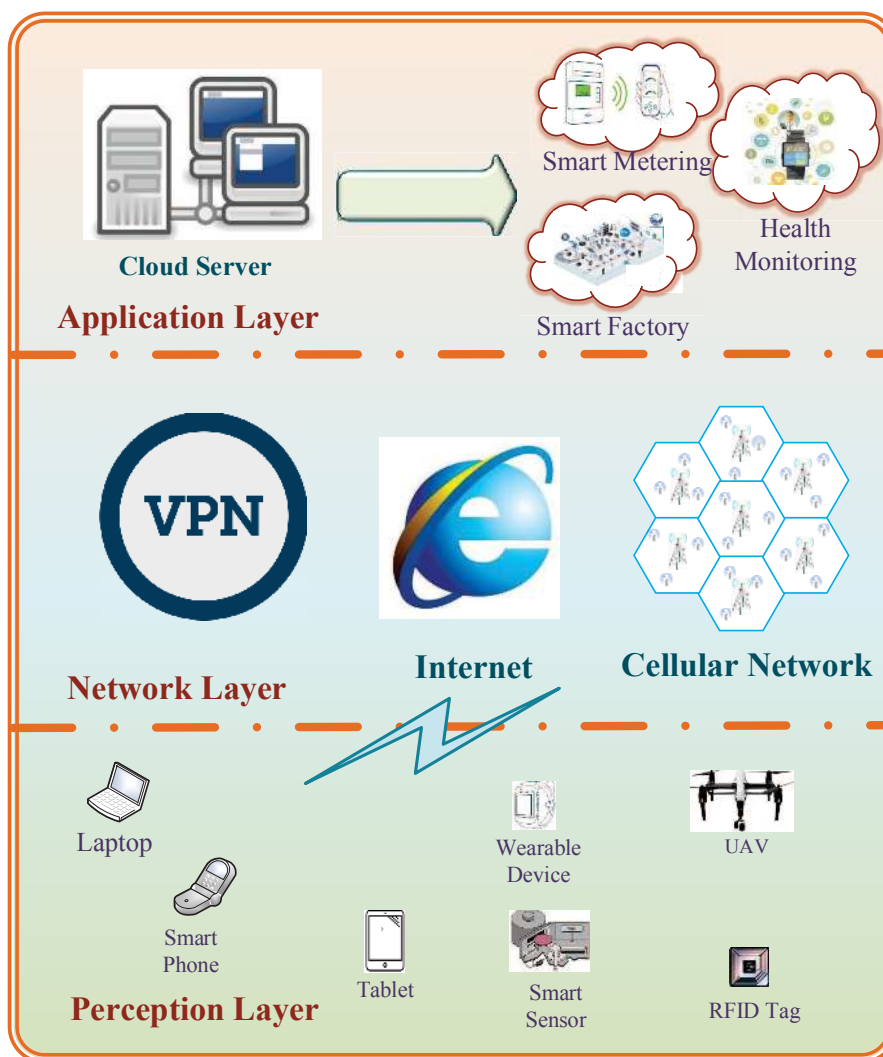 Smart Metering
Health
Monitoring
Cloud Server
Smart Factory
Application Layer
VPN
Internet
Cellular Network
Network Layer
Laptop
Wearable
Device
UAV
Smart
Phone
Tablet
Smart
Sensor
RFID Tag
Perception Layer